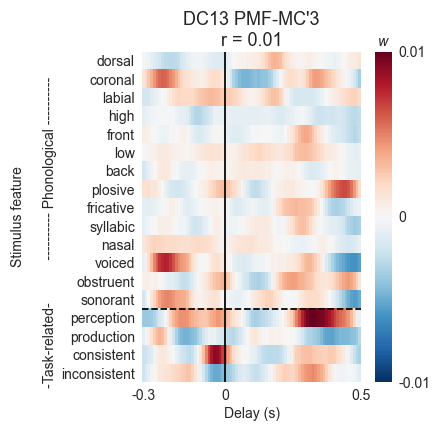 DC13 PMF-MC'3
r = 0.01
w
dorsal
coronal
labial
high
front
low
back
plosive
fricative
syllabic
nasal
voiced
obstruent
sonorant
perception
production
consistent
inconsistent
Stimulus feature
---------- Phonological ----------
-Task-related-
0.01
0
-0.01
-0.3
0
0.5
Delay (s)